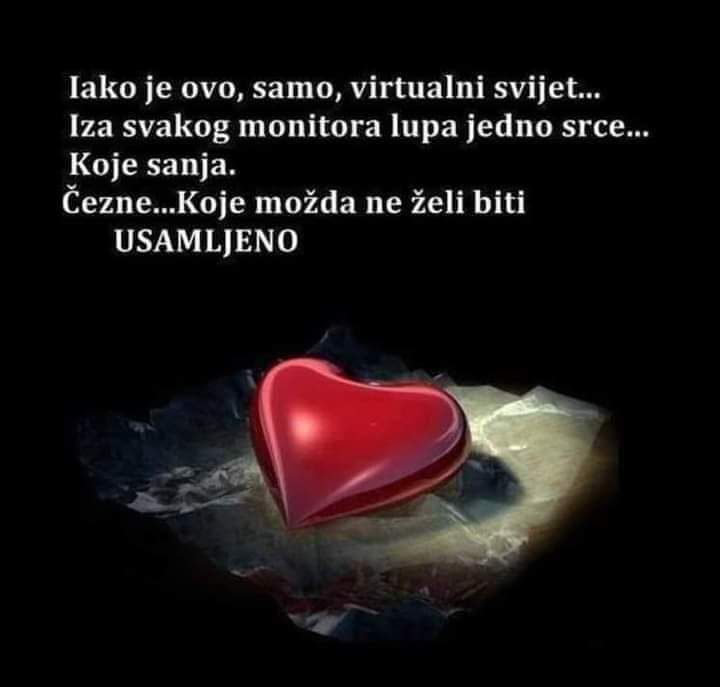 Iako je ovo, samo, virtualni svijet...
Iza svakog monitora lupa jedno srce...
Koje sanja.
Čezne...Koje možda ne želi biti
USAMLJENO